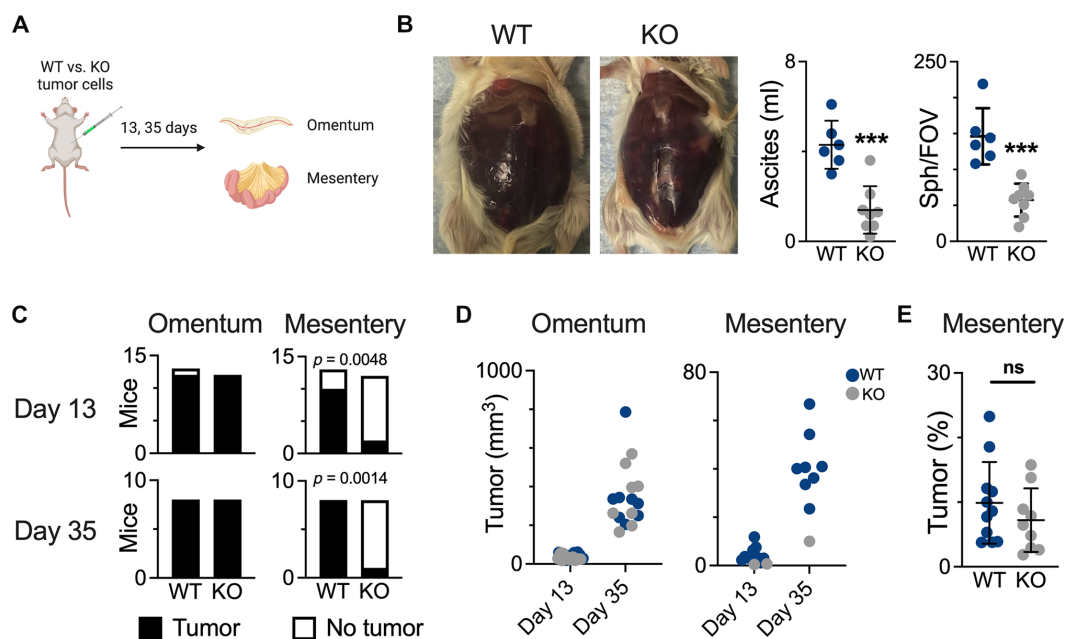 A
WT vs. KO
tumor cells
13, 35 days
Omentum
Mesentery
B
WT
KO
Ascites (ml)
8
0
***
WT KO
Sph/FOV
250
0
***
WT KO
C
Omentum
Mesentery
Day 13
Mice
15
0
15
p = 0.0048
0
Day 35
Mice
10
0
10
p = 0.0014
0
WT KO
WT KO
Tumor
No tumor
D
Omentum
Mesentery
Tumor (mm³)
1000
0
Day 13
Day 35
80
0
Day 13
Day 35
WT
KO
E
Mesentery
Tumor (%)
30
0
ns
WT KO